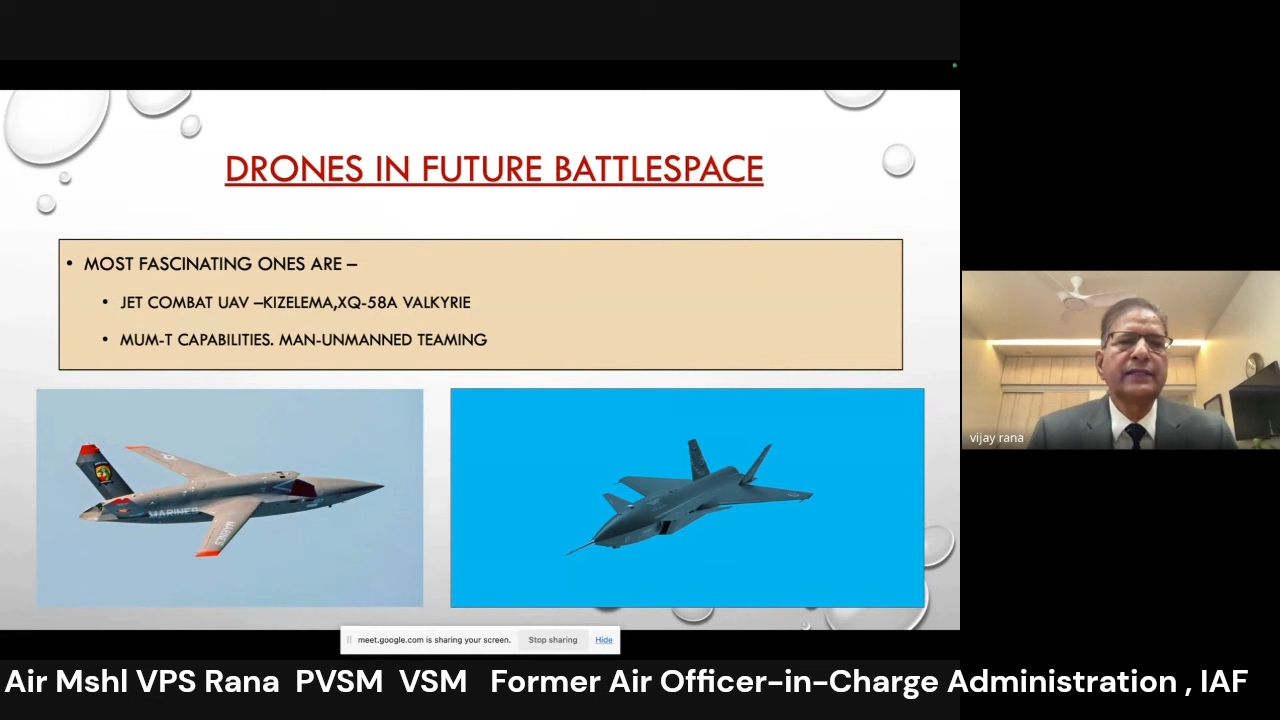 DRONES IN FUTURE BATTLESPACE
• MOST FASCINATING ONES ARE –
• JET COMBAT UAV –KIZELEMA,XQ-58A VALKYRIE
• MUM-T CAPABILITIES. MAN-UNMANNED TEAMING
MARINES
MARINES
vijay rana
meet.google.com is sharing your screen. Stop sharing Hide
Air Mshl VPS Rana PVSM VSM Former Air Officer-in-Charge Administration , IAF